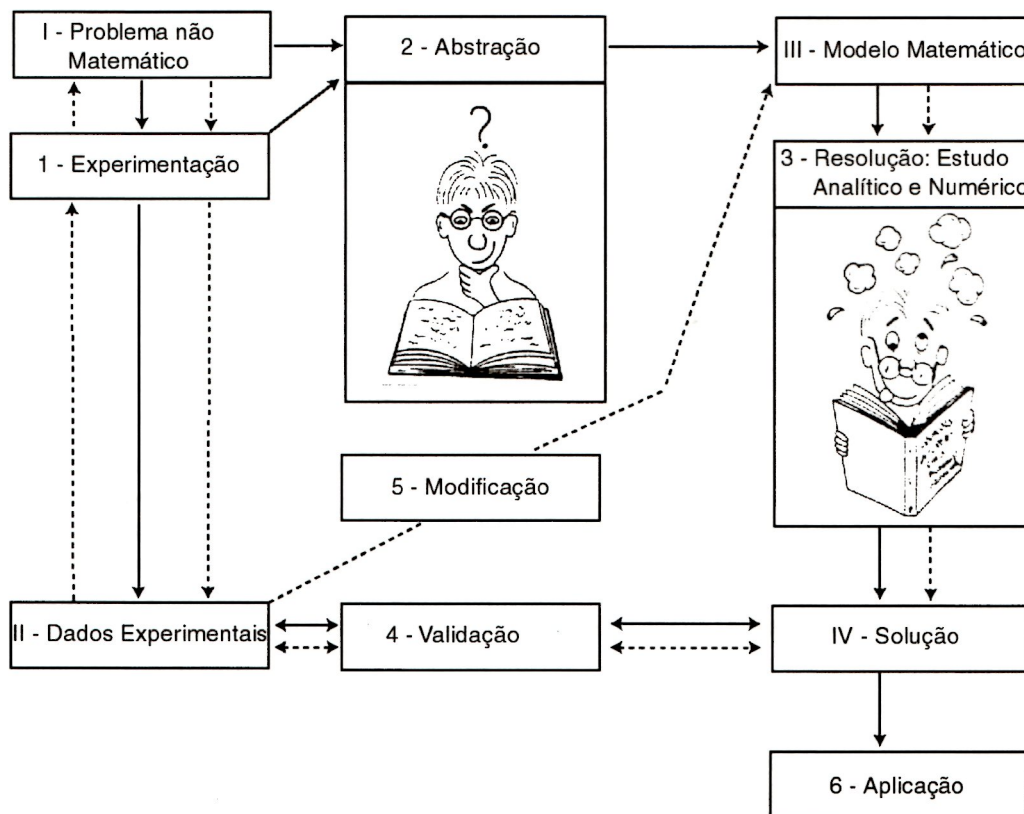 I - Problema não
Matemático
2 - Abstração
III - Modelo Matemático
1 - Experimentação
?
3 - Resolução: Estudo
Analítico e Numérico
5 - Modificação
II - Dados Experimentais
4 - Validação
IV - Solução
6 - Aplicação